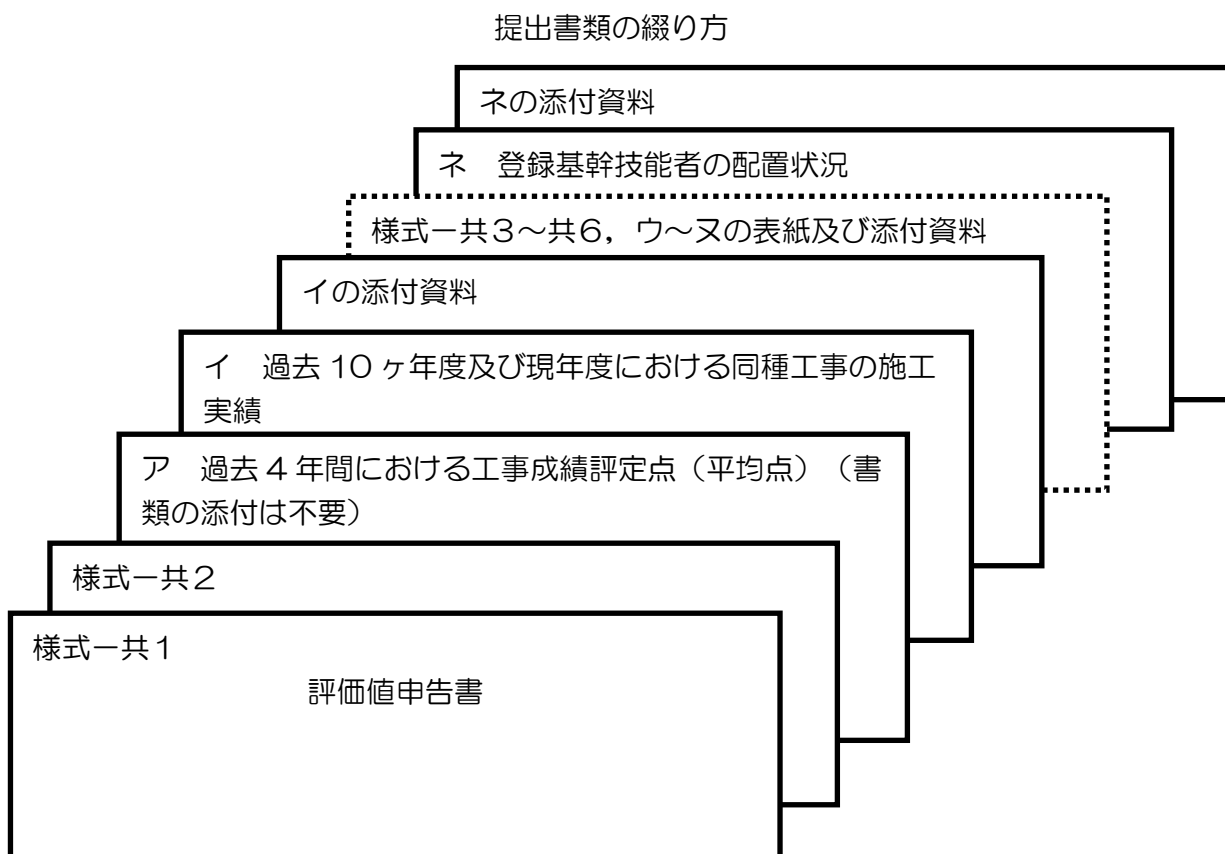 提出書類の綴り方
ネの添付資料
ネ　登録基幹技能者の配置状況
様式－共３～共６，ウ～ヌの表紙及び添付資料
イの添付資料
イ　過去 10 ヶ年度及び現年度における同種工事の施工
実績
ア　過去 4 年間における工事成績評定点（平均点）（書
類の添付は不要）
様式－共２
様式－共１
評価値申告書